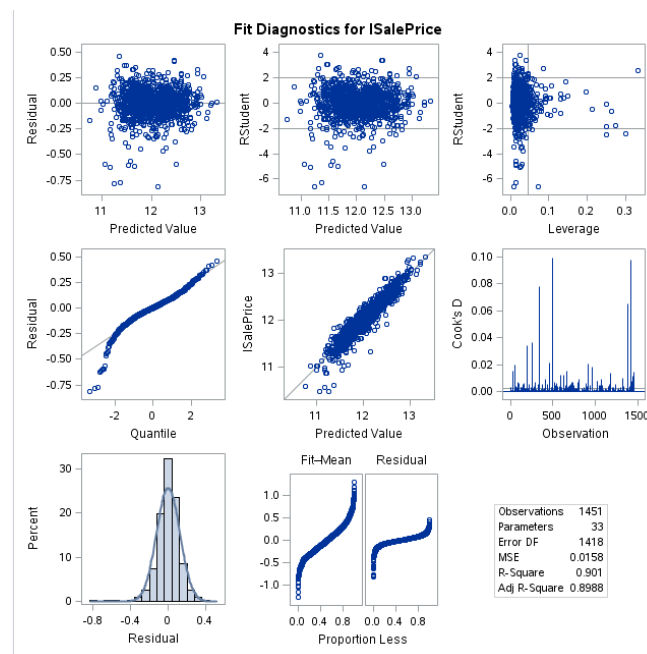 Fit Diagnostics for lSalePrice
Residual
0.50
0.25
0.00
-0.25
-0.50
-0.75
11 12 13
Predicted Value
RStudent
4
2
0
-2
-4
-6
11.0 11.5 12.0 12.5 13.0
Predicted Value
RStudent
4
2
0
-2
-4
-6
0.0 0.1 0.2 0.3
Leverage
Residual
0.50
0.25
0.00
-0.25
-0.50
-0.75
-2 0 2
Quantile
lSalePrice
13
12
11
11 12 13
Predicted Value
Cook's D
0.10
0.08
0.06
0.04
0.02
0.00
0 500 1000 1500
Observation
Percent
30
20
10
0
-0.8 -0.4 0 0.4
Residual
Fit–Mean Residual
1.0
0.5
0.0
-0.5
-1.0
0.0 0.4 0.8 0.0 0.4 0.8
Proportion Less
Observations 1451
Parameters 33
Error DF 1418
MSE 0.0158
R-Square 0.901
Adj R-Square 0.8988